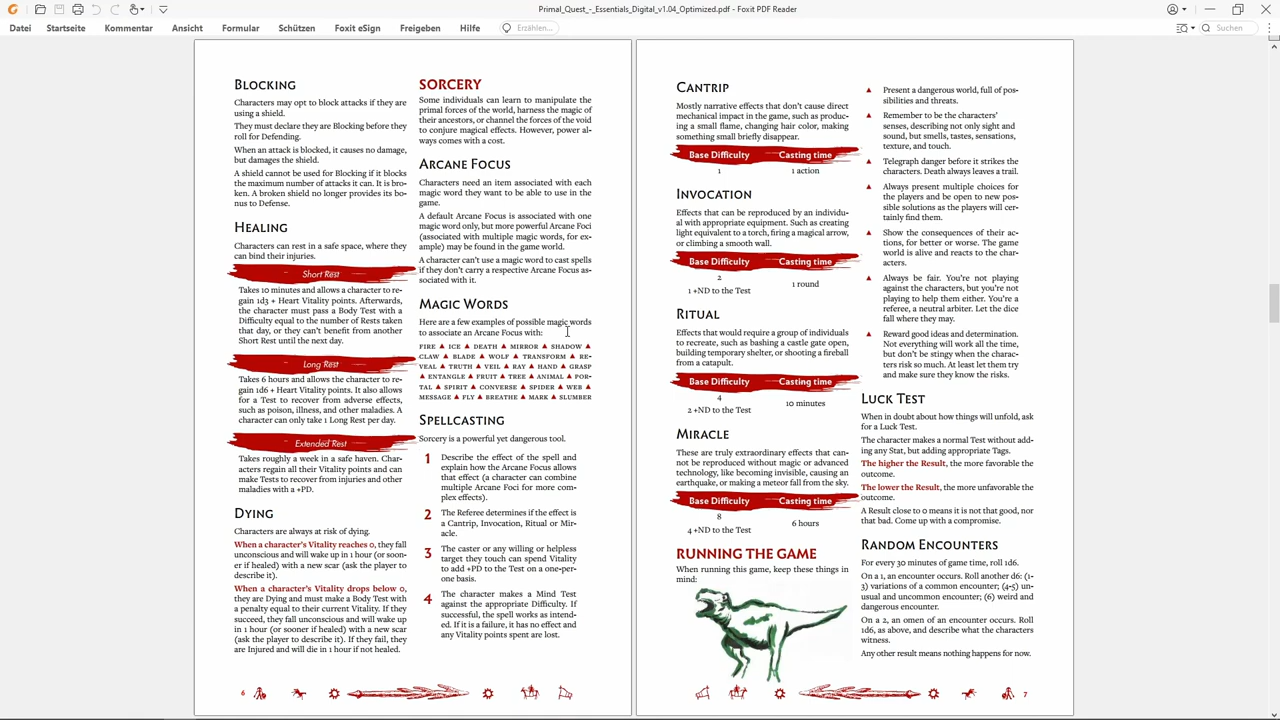 Primal_Quest_-_Essentials_Digital_v1.04_Optimized.pdf - Foxit PDF Reader
Datei Startseite Kommentar Ansicht Formular Schützen Foxit eSign Freigeben Hilfe Erzählen... Suchen
BLOCKING
Characters may opt to block attacks if they are
using a shield.
They must declare they are Blocking before they
roll for Defending.
When an attack is blocked, it causes no damage,
but damages the shield.
A shield cannot be used for Blocking if it blocks
the maximum number of attacks it can. It is bro-
ken. A broken shield no longer provides its bo-
nus to Defense.
HEALING
Characters can rest in a safe space, where they
can bind their injuries.
Short Rest
Takes 10 minutes and allows a character to re-
gain 1d3 + Heart Vitality points. Afterwards,
the character must pass a Body Test with a
Difficulty equal to the number of Rests taken
that day, or they can't benefit from another
Short Rest until the next day.
Long Rest
Takes 6 hours and allows the character to re-
gain 1d6 + Heart Vitality points. It also allows
for a Test to recover from adverse effects,
such as poison, illness, and other maladies. A
character can only take 1 Long Rest per day.
Extended Rest
Takes roughly a week in a safe haven. Char-
acters regain all their Vitality points and can
make Tests to recover from injuries and other
maladies with a +PD.
DYING
Characters are always at risk of dying.
When a character's Vitality reaches 0, they fall
unconscious and will wake up in 1 hour (or soon-
er if healed) with a new scar (ask the player to
describe it).
When a character's Vitality drops below 0,
they are Dying and must make a Body Test with
a penalty equal to their current Vitality. If they
succeed, they fall unconscious and will wake up
in 1 hour (or sooner if healed) with a new scar
(ask the player to describe it). If they fail, they
are Injured and will die in 1 hour if not healed.
SORCERY
Some individuals can learn to manipulate the
primal forces of the world, harness the magic of
their ancestors, or channel the forces of the void
to conjure magical effects. However, power al-
ways comes with a cost.
ARCANE FOCUS
Characters need an item associated with each
magic word they want to be able to use in the
game.
A default Arcane Focus is associated with one
magic word only, but more powerful Arcane Foci
(associated with multiple magic words, for ex-
ample) may be found in the game world.
A character can't use a magic word to cast spells
if they don't carry a respective Arcane Focus as-
sociated with it.
MAGIC WORDS
Here are a few examples of possible magic words
to associate an Arcane Focus with:
FIRE ▲ ICE ▲ DEATH ▲ MIRROR ▲ SHADOW ▲
CLAW ▲ BLADE ▲ WOLF ▲ TRANSFORM ▲ RE-
VEAL ▲ TRUTH ▲ VEIL ▲ RAY ▲ HAND ▲ GRASP
▲ ENTANGLE ▲ FRUIT ▲ TREE ▲ ANIMAL ▲ POR-
TAL ▲ SPIRIT ▲ CONVERSE ▲ SPIDER ▲ WEB ▲
MESSAGE ▲ FLY ▲ BREATHE ▲ MARK ▲ SLUMBER
SPELLCASTING
Sorcery is a powerful yet dangerous tool.
1 Describe the effect of the spell and
explain how the Arcane Focus allows
that effect (a character can combine
multiple Arcane Foci for more com-
plex effects).
2 The Referee determines if the effect is
a Cantrip, Invocation, Ritual or Mir-
acle.
3 The caster or any willing or helpless
target they touch can spend Vitality
to add +PD to the Test on a one-per-
one basis.
4 The character makes a Mind Test
against the appropriate Difficulty. If
successful, the spell works as intend-
ed. If it is a failure, it has no effect and
any Vitality points spent are lost.
6
CANTRIP
Mostly narrative effects that don't cause direct
mechanical impact in the game, such as produc-
ing a small flame, changing hair color, making
something small briefly disappear.
Base Difficulty Casting time
1 1 action
INVOCATION
Effects that can be reproduced by an individu-
al with appropriate equipment. Such as creating
light equivalent to a torch, firing a magical arrow,
or climbing a smooth wall.
Base Difficulty Casting time
2
1 +ND to the Test 1 round
RITUAL
Effects that would require a group of individuals
to recreate, such as bashing a castle gate open,
building temporary shelter, or shooting a fireball
from a catapult.
Base Difficulty Casting time
4
2 +ND to the Test 10 minutes
MIRACLE
These are truly extraordinary effects that can-
not be reproduced without magic or advanced
technology, like becoming invisible, causing an
earthquake, or making a meteor fall from the sky.
Base Difficulty Casting time
8
4 +ND to the Test 6 hours
RUNNING THE GAME
When running this game, keep these things in
mind:
▲ Present a dangerous world, full of pos-
sibilities and threats.
▲ Remember to be the characters'
senses, describing not only sight and
sound, but smells, tastes, sensations,
texture, and touch.
▲ Telegraph danger before it strikes the
characters. Death always leaves a trail.
▲ Always present multiple choices for
the players and be open to new pos-
sible solutions as the players will cer-
tainly find them.
▲ Show the consequences of their ac-
tions, for better or worse. The game
world is alive and reacts to the char-
acters.
▲ Always be fair. You're not playing
against the characters, but you're not
playing to help them either. You're a
referee, a neutral arbiter. Let the dice
fall where they may.
▲ Reward good ideas and determination.
Not everything will work all the time,
but don't be stingy when the charac-
ters risk so much. At least let them try
and make sure they know the risks.
LUCK TEST
When in doubt about how things will unfold, ask
for a Luck Test.
The character makes a normal Test without add-
ing any Stat, but adding appropriate Tags.
The higher the Result, the more favorable the
outcome.
The lower the Result, the more unfavorable the
outcome.
A Result close to 0 means it is not that good, nor
that bad. Come up with a compromise.
RANDOM ENCOUNTERS
For every 30 minutes of game time, roll 1d6.
On a 1, an encounter occurs. Roll another d6: (1-
3) variations of a common encounter; (4-5) un-
usual and uncommon encounter; (6) weird and
dangerous encounter.
On a 2, an omen of an encounter occurs. Roll
1d6, as above, and describe what the characters
witness.
Any other result means nothing happens for now.
7